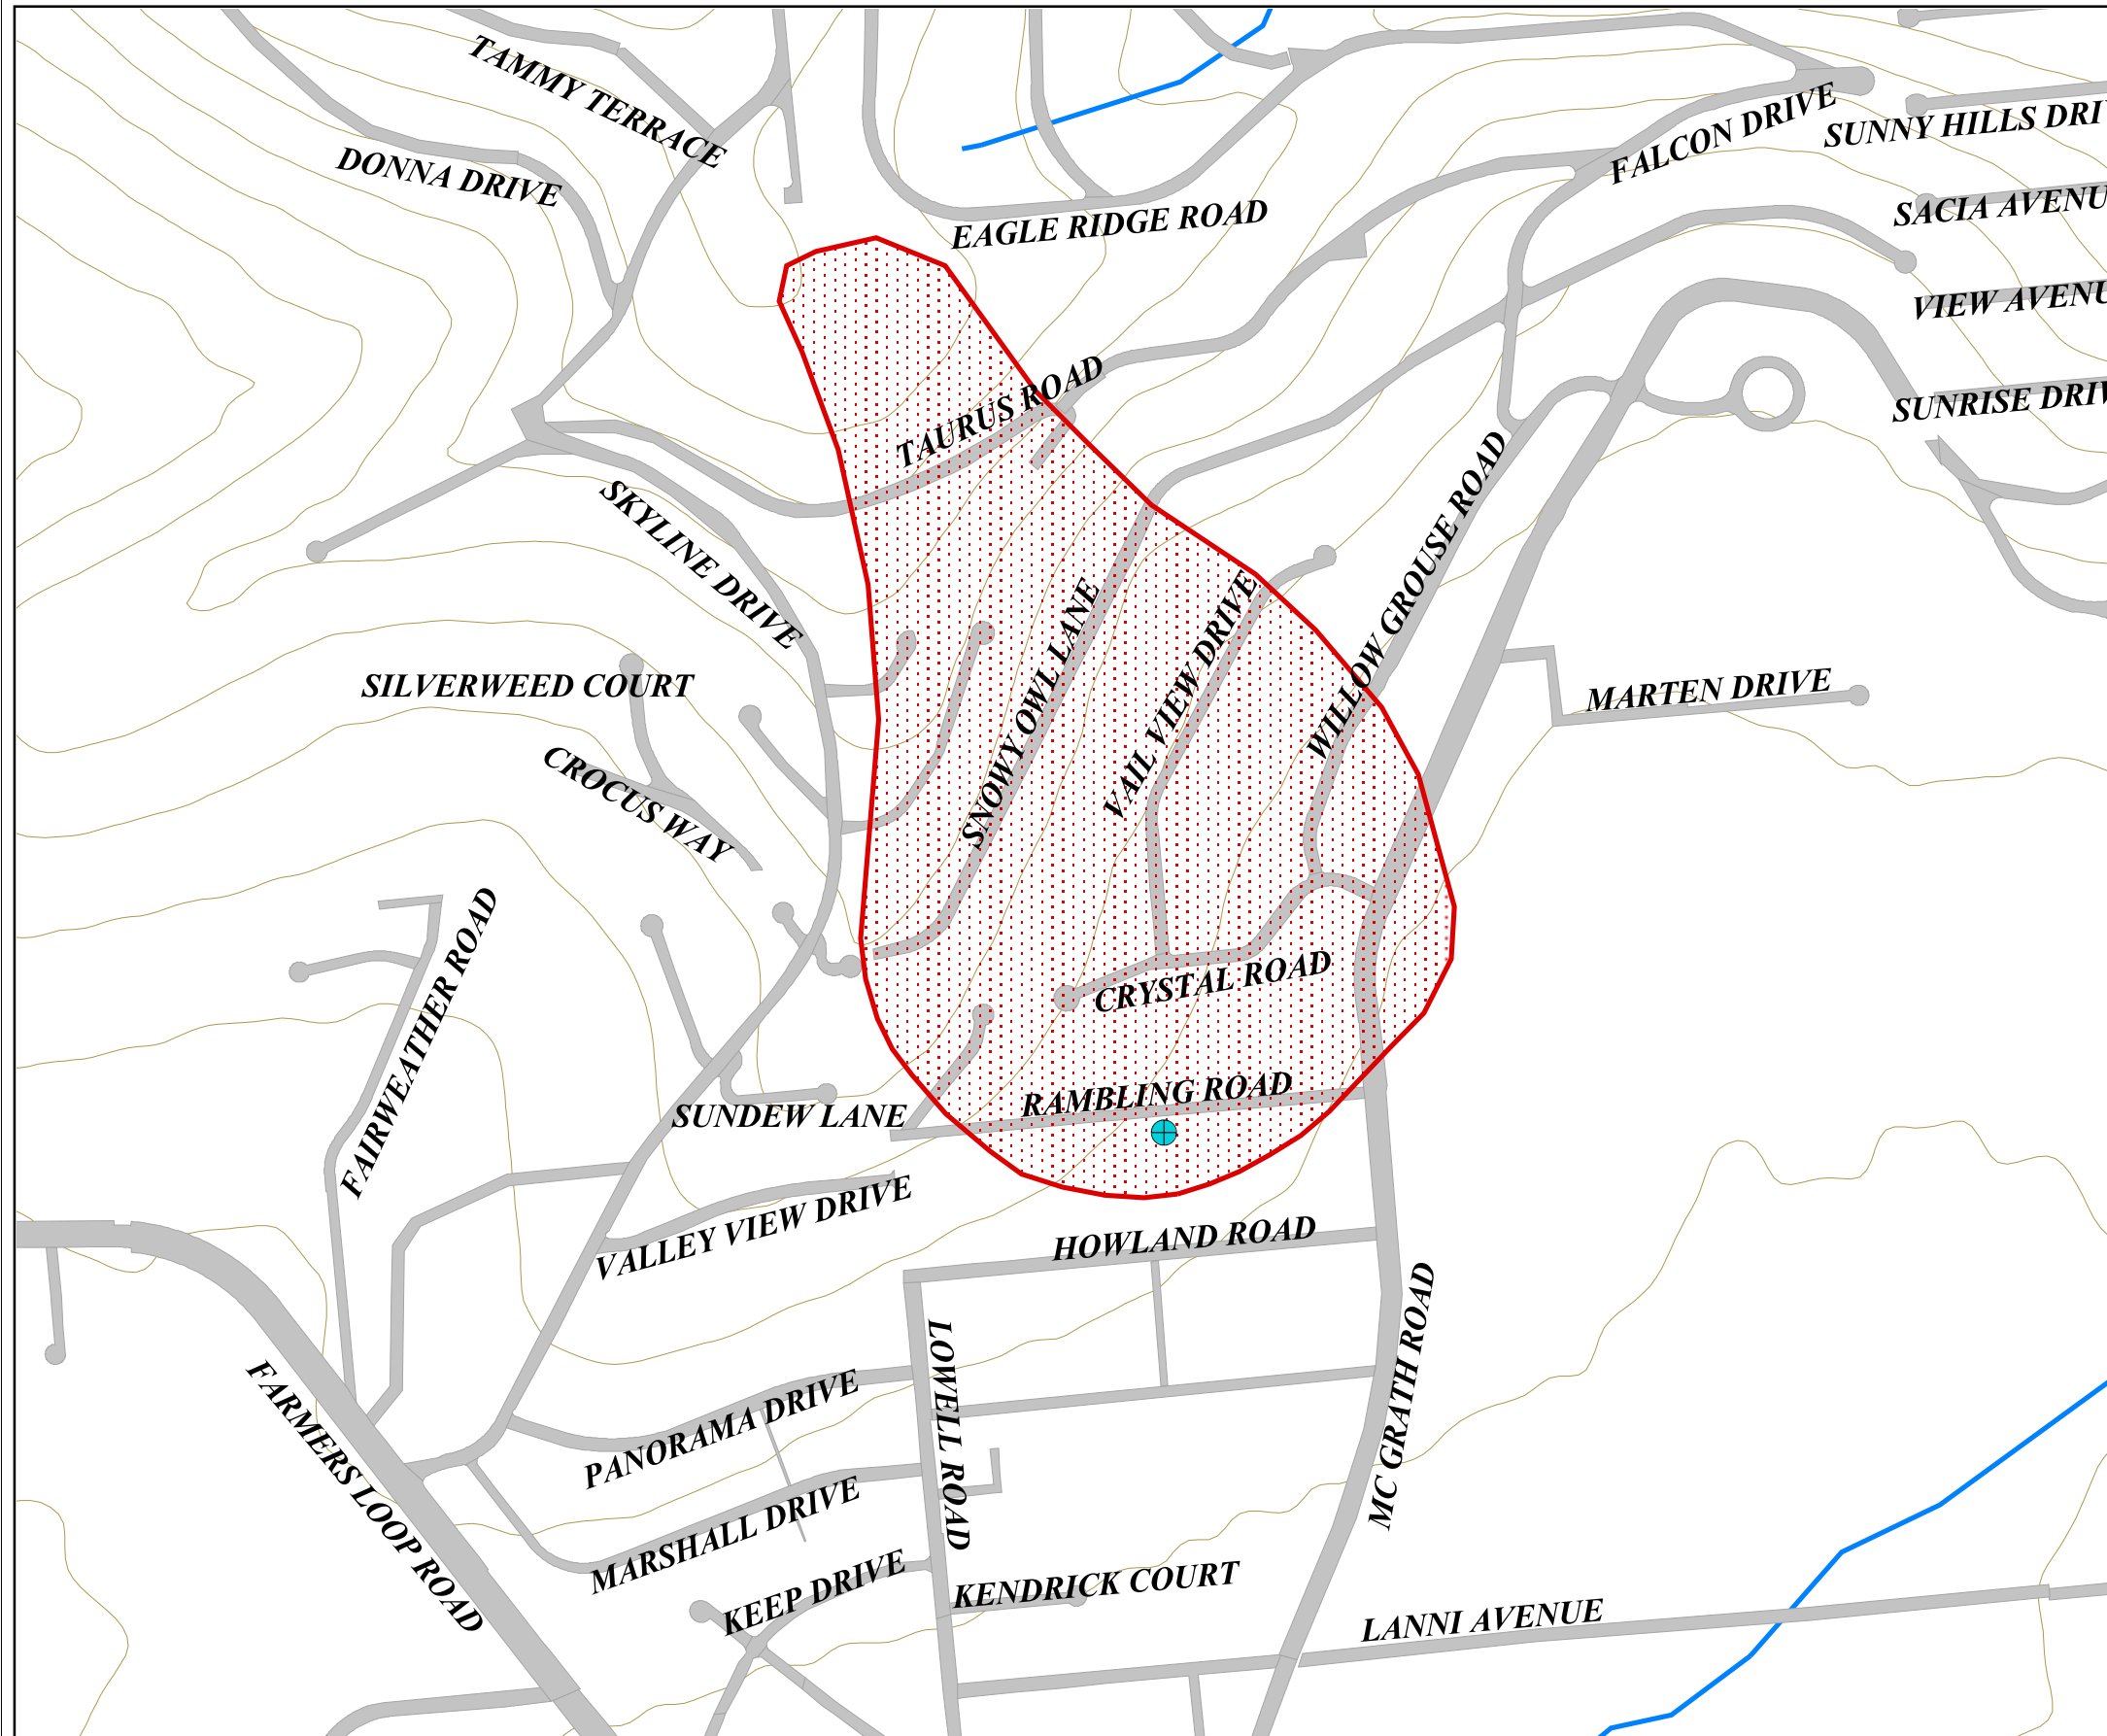 TAMMY TERRACE
DONNA DRIVE
EAGLE RIDGE ROAD
FALCON DRIVE
SUNNY HILLS DRI
SACIA AVENU
VIEW AVENU
SUNRISE DRIV
TAURUS ROAD
SKYLINE DRIVE
SILVERWEED COURT
CROCUS WAY
SNOWY OWL LANE
VAIL VIEW DRIVE
WILLOW GROUSE ROAD
MARTEN DRIVE
FAIRWEATHER ROAD
CRYSTAL ROAD
RAMBLING ROAD
SUNDEW LANE
VALLEY VIEW DRIVE
HOWLAND ROAD
LOWELL ROAD
MC GRATH ROAD
FARMERS LOOP ROAD
PANORAMA DRIVE
MARSHALL DRIVE
KEEP DRIVE
KENDRICK COURT
LANNI AVENUE